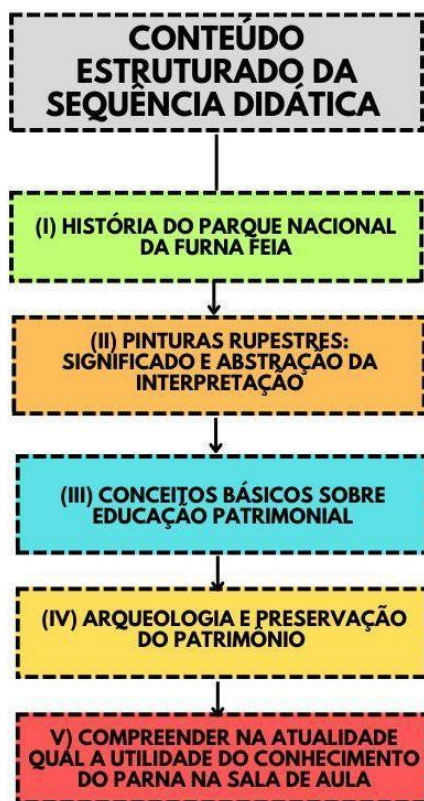 CONTEÚDO
ESTRUTURADO DA
SEQUÊNCIA DIDÁTICA
(I) HISTÓRIA DO PARQUE NACIONAL
DA FURNA FEIA
(II) PINTURAS RUPESTRES:
SIGNIFICADO E ABSTRAÇÃO DA
INTERPRETAÇÃO
(III) CONCEITOS BÁSICOS SOBRE
EDUCAÇÃO PATRIMONIAL
(IV) ARQUEOLOGIA E PRESERVAÇÃO
DO PATRIMÔNIO
V) COMPREENDER NA ATUALIDADE
QUAL A UTILIDADE DO CONHECIMENTO
DO PARNA NA SALA DE AULA